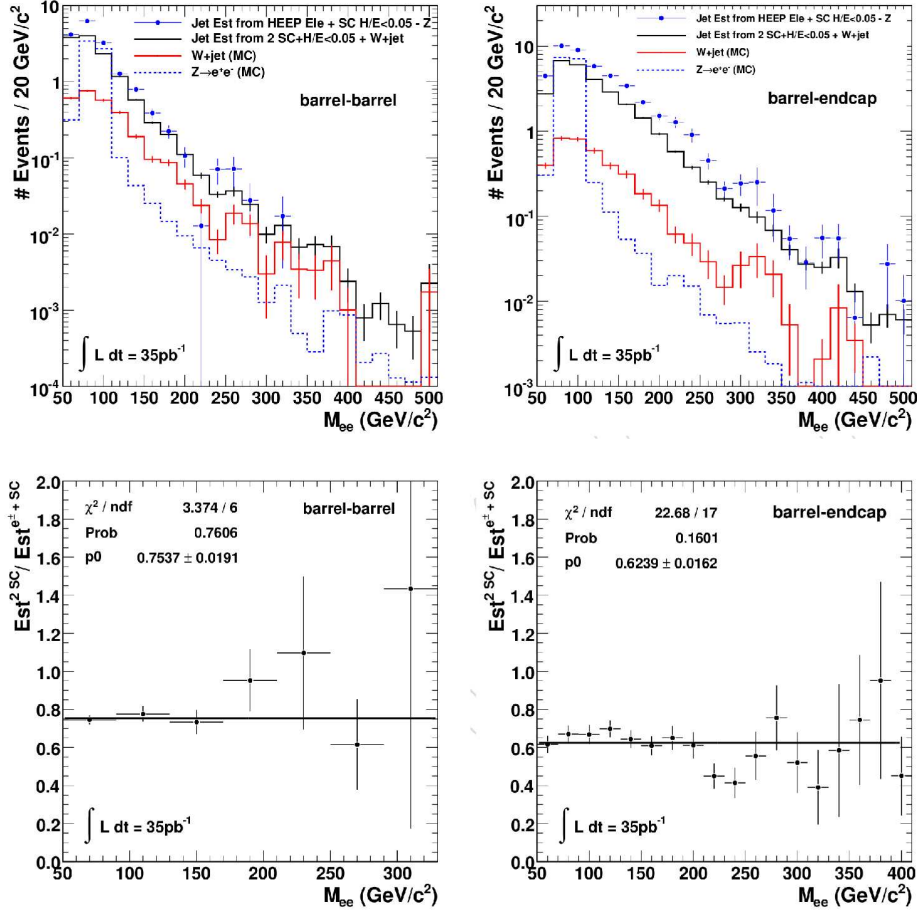 # Events / 20 GeV/c²
10
1
10⁻¹
10⁻²
10⁻³
10⁻⁴
Jet Est from HEEP Ele + SC H/E<0.05 - Z
Jet Est from 2 SC+H/E<0.05 + W+jet
W+jet (MC)
Z→e⁺e⁻ (MC)
barrel-barrel
∫ L dt = 35pb⁻¹
50 100 150 200 250 300 350 400 450 500
M_ee (GeV/c²)
# Events / 20 GeV/c²
10
1
10⁻¹
10⁻²
10⁻³
Jet Est from HEEP Ele + SC H/E<0.05 - Z
Jet Est from 2 SC+H/E<0.05 + W+jet
W+jet (MC)
Z→e⁺e⁻ (MC)
barrel-endcap
∫ L dt = 35pb⁻¹
50 100 150 200 250 300 350 400 450 500
M_ee (GeV/c²)
Est^2 SC / Est^e± + SC
2.0
1.8
1.6
1.4
1.2
1.0
0.8
0.6
0.4
0.2
0.0
χ² / ndf 3.374 / 6
Prob 0.7606
p0 0.7537 ± 0.0191
barrel-barrel
∫ L dt = 35pb⁻¹
50 100 150 200 250 300
M_ee (GeV/c²)
Est^2 SC / Est^e± + SC
2.0
1.8
1.6
1.4
1.2
1.0
0.8
0.6
0.4
0.2
0.0
χ² / ndf 22.68 / 17
Prob 0.1601
p0 0.6239 ± 0.0162
barrel-endcap
∫ L dt = 35pb⁻¹
50 100 150 200 250 300 350 400
M_ee (GeV/c²)